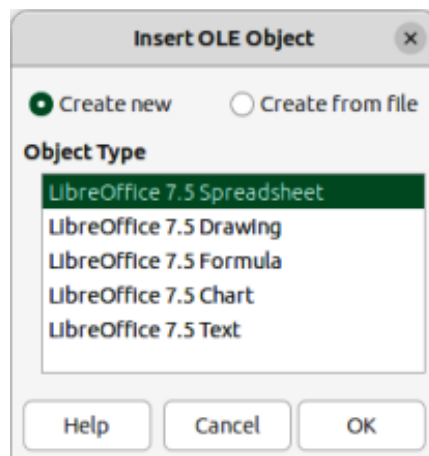 Insert OLE Object
Create new
Create from file
Object Type
LibreOffice 7.5 Spreadsheet
LibreOffice 7.5 Drawing
LibreOffice 7.5 Formula
LibreOffice 7.5 Chart
LibreOffice 7.5 Text
Help
Cancel
OK